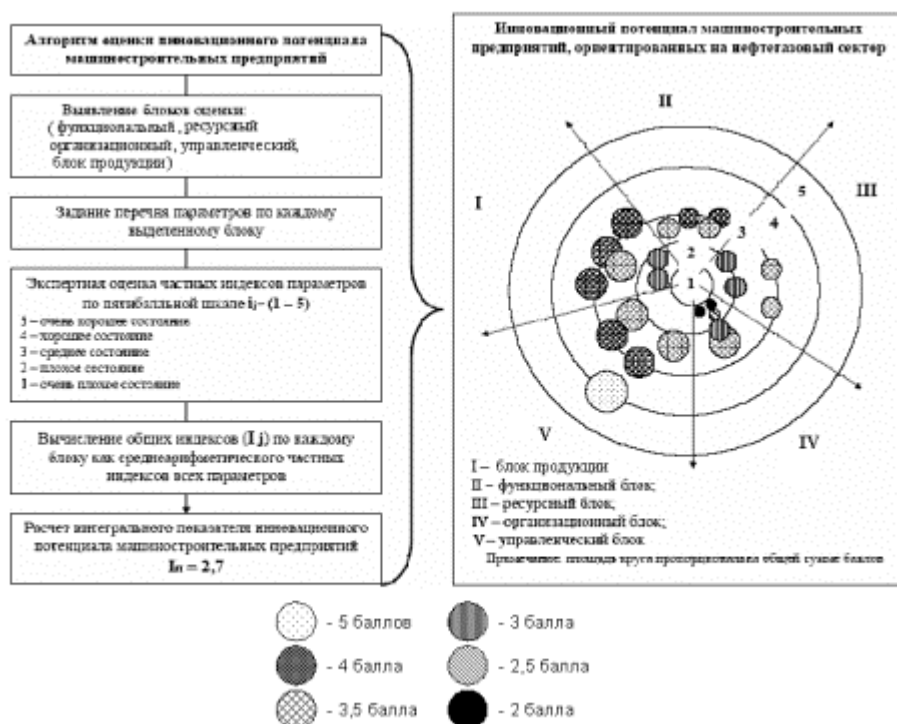 Алгоритм оценки инновационного потенциала
машиностроительных предприятий
Выявление блоков оценки:
( функциональный, ресурсный
организационный, управленческий,
блок продукции)
Задание перечня параметров по каждому
выделенному блоку
Экспертная оценка частных индексов параметров
по пятибалльной шкале ij – (1 – 5)
5 – очень хорошее состояние
4 – хорошее состояние
3 – среднее состояние
2 – плохое состояние
1 – очень плохое состояние
Вычисление общих индексов (I j) по каждому
блоку как среднеарифметического частных
индексов всех параметров
Расчет интегрального показателя инновационного
потенциала машиностроительных предприятий
Iп = 2,7
Инновационный потенциал машиностроительных
предприятий, ориентированных на нефтегазовый сектор
II
I
III
5
4
3
2
1
V
IV
I – блок продукции
II – функциональный блок;
III – ресурсный блок;
IV – организационный блок;
V – управленческий блок
Примечание: площадь круга пропорциональна общей сумме баллов
- 5 баллов
- 3 балла
- 4 балла
- 2,5 балла
- 3,5 балла
- 2 балла